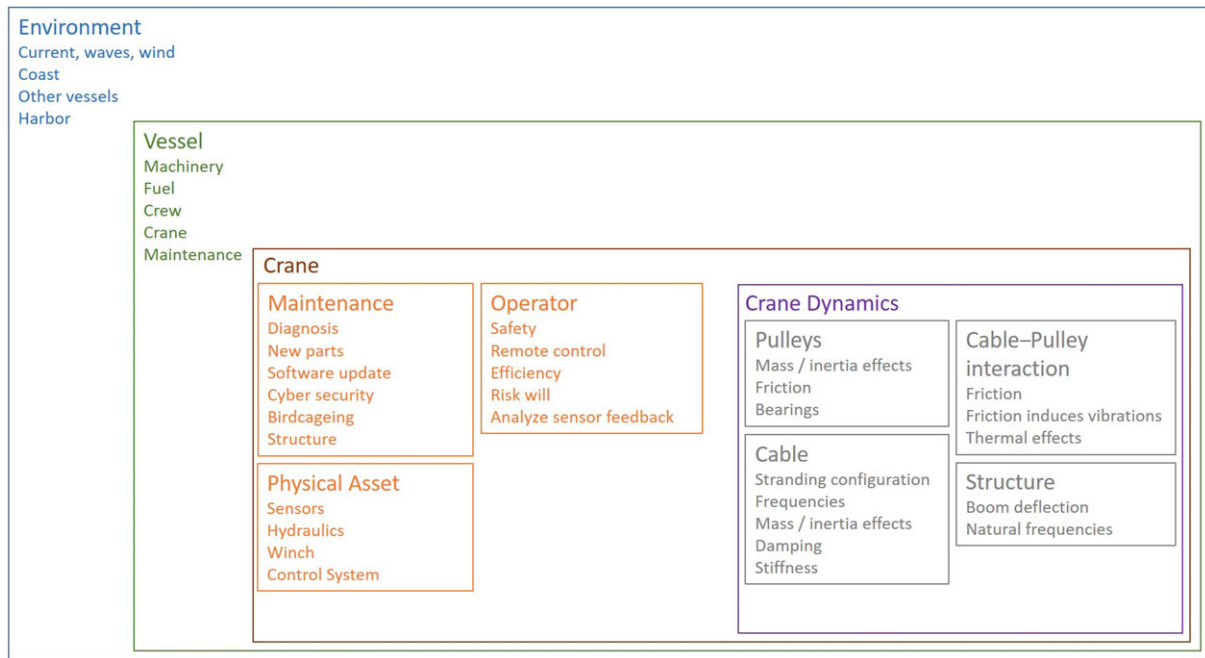 Environment
Current, waves, wind
Coast
Other vessels
Harbor
Vessel
Machinery
Fuel
Crew
Crane
Maintenance
Crane
Maintenance
Diagnosis
New parts
Software update
Cyber security
Birdcageing
Structure
Physical Asset
Sensors
Hydraulics
Winch
Control System
Operator
Safety
Remote control
Efficiency
Risk will
Analyze sensor feedback
Crane Dynamics
Pulleys
Mass / inertia effects
Friction
Bearings
Cable
Stranding configuration
Frequencies
Mass / inertia effects
Damping
Stiffness
Cable–Pulley
interaction
Friction
Friction induces vibrations
Thermal effects
Structure
Boom deflection
Natural frequencies